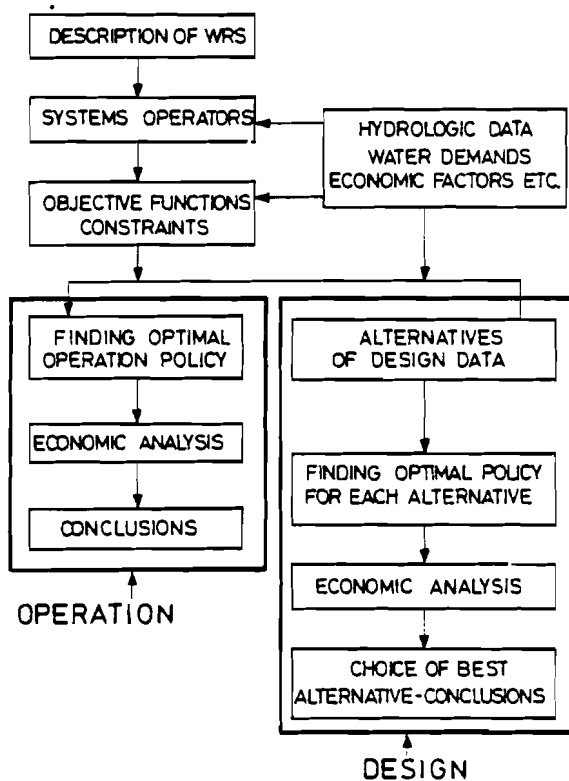 DESCRIPTION OF WRS
SYSTEMS OPERATORS
HYDROLOGIC DATA
WATER DEMANDS
ECONOMIC FACTORS ETC.
OBJECTIVE FUNCTIONS
CONSTRAINTS
FINDING OPTIMAL
OPERATION POLICY
ECONOMIC ANALYSIS
CONCLUSIONS
OPERATION
ALTERNATIVES
OF DESIGN DATA
FINDING OPTIMAL POLICY
FOR EACH ALTERNATIVE
ECONOMIC ANALYSIS
CHOICE OF BEST
ALTERNATIVE-CONCLUSIONS
DESIGN